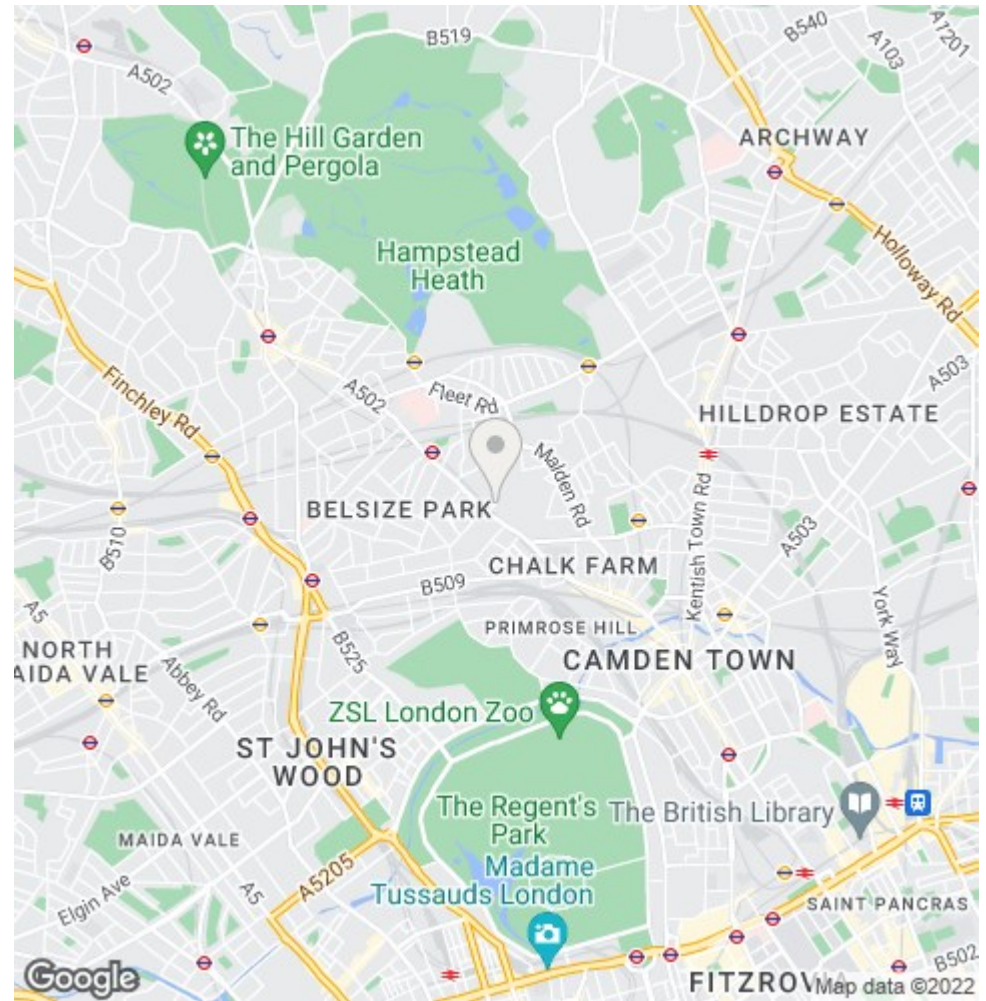 B519
B540
A103
A7201
A502
The Hill Garden
and Pergola
ARCHWAY
Hampstead
Heath
Holloway Rd
Finchley Rd
A502
Fleet Rd
A503
HILLDROP ESTATE
Malden Rd
BELSIZE PARK
Kentish Town Rd
A503
B510
CHALK FARM
B509
York Way
A5
PRIMROSE HILL
NORTH
AIDA VALE
B525
CAMDEN TOWN
Abbey Rd
ZSL London Zoo
ST JOHN'S
WOOD
The Regent's
Park
The British Library
MAIDA VALE
Madame
Tussauds London
A5205
Elgin Ave
A5
SAINT PANCRAS
B502
Google
FITZROV
Map data ©2022